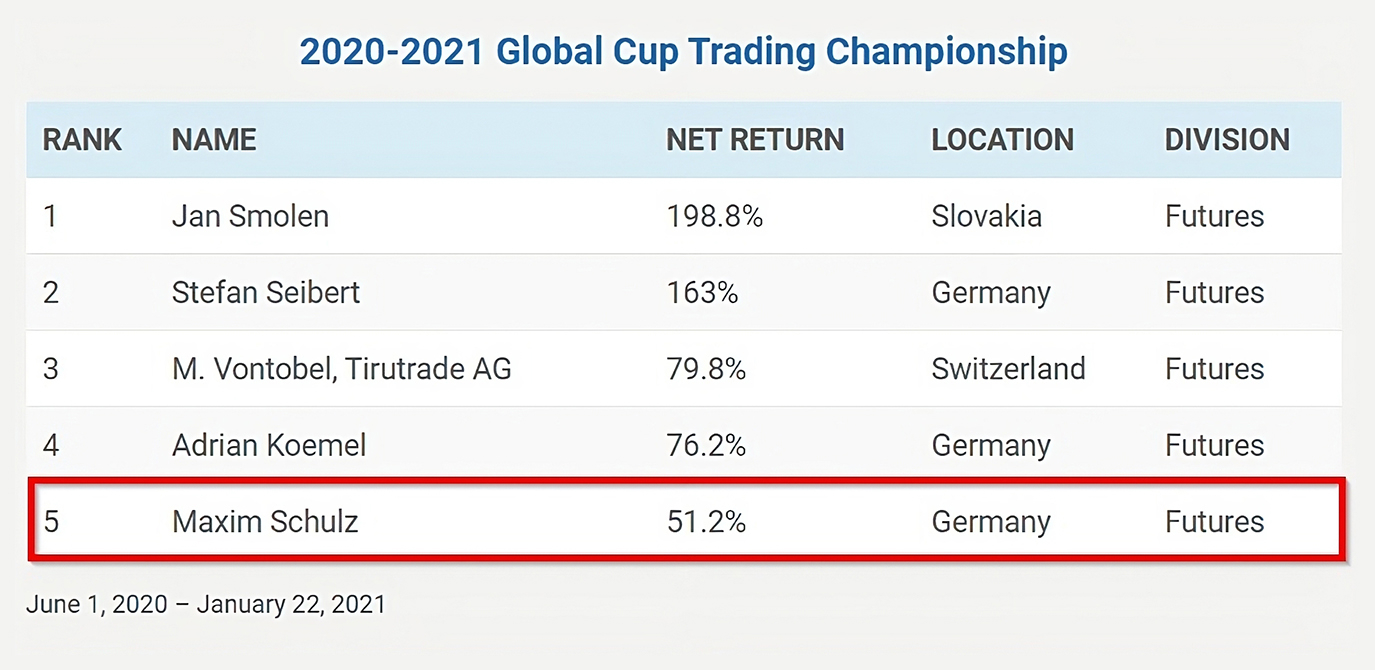 2020-2021 Global Cup Trading Championship
RANK NAME NET RETURN LOCATION DIVISION
1 Jan Smolen 198.8% Slovakia Futures
2 Stefan Seibert 163% Germany Futures
3 M. Vontobel, Tirutrade AG 79.8% Switzerland Futures
4 Adrian Koemel 76.2% Germany Futures
5 Maxim Schulz 51.2% Germany Futures
June 1, 2020 – January 22, 2021